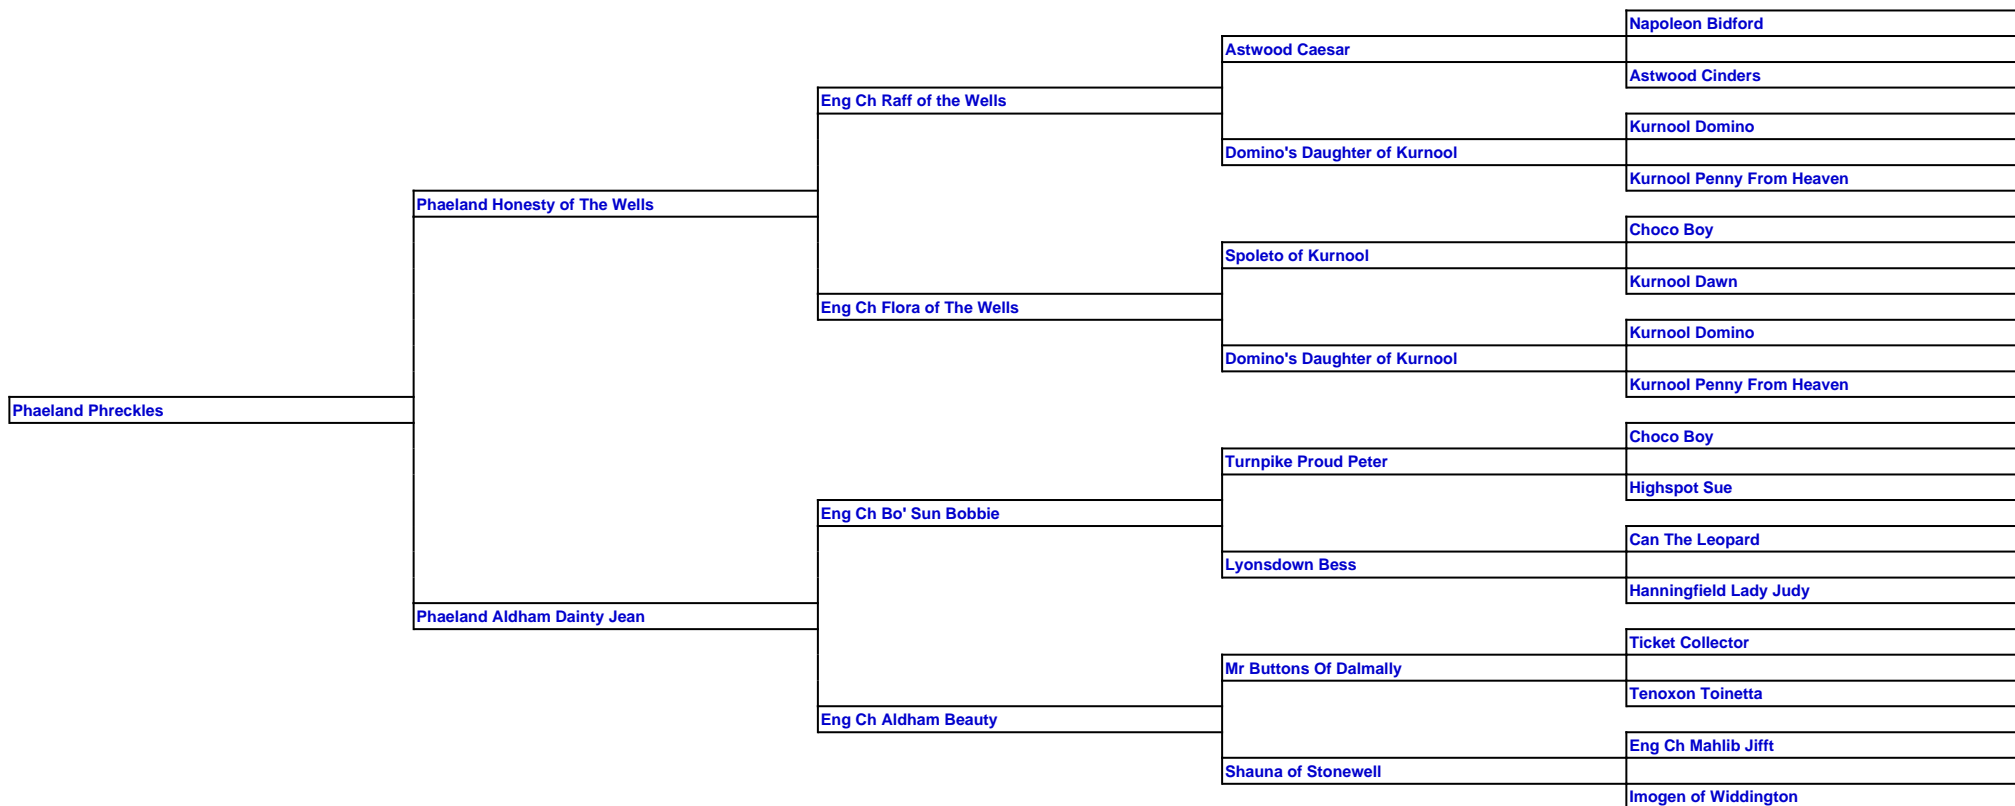 Napoleon Bidford
Astwood Caesar
Astwood Cinders
Eng Ch Raff of the Wells
Kurnool Domino
Domino's Daughter of Kurnool
Kurnool Penny From Heaven
Phaeland Honesty of The Wells
Choco Boy
Spoleto of Kurnool
Kurnool Dawn
Eng Ch Flora of The Wells
Kurnool Domino
Domino's Daughter of Kurnool
Kurnool Penny From Heaven
Phaeland Phreckles
Choco Boy
Turnpike Proud Peter
Highspot Sue
Eng Ch Bo' Sun Bobbie
Can The Leopard
Lyonsdown Bess
Hanningfield Lady Judy
Phaeland Aldham Dainty Jean
Ticket Collector
Mr Buttons Of Dalmally
Tenoxon Toinetta
Eng Ch Aldham Beauty
Eng Ch Mahlib Jifft
Shauna of Stonewell
Imogen of Widdington